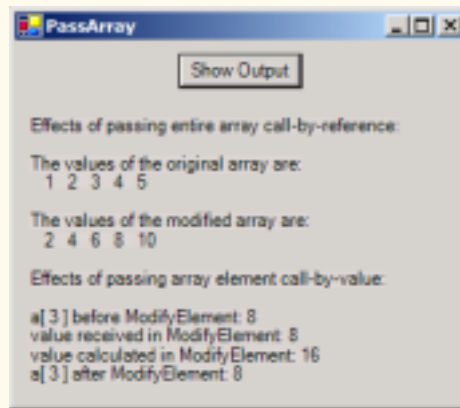 PassArray
Show Output
Effects of passing entire array call-by-reference:
The values of the original array are:
1 2 3 4 5
The values of the modified array are:
2 4 6 8 10
Effects of passing array element call-by-value:
a[ 3 ] before ModifyElement: 8
value received in ModifyElement: 8
value calculated in ModifyElement: 16
a[ 3 ] after ModifyElement: 8